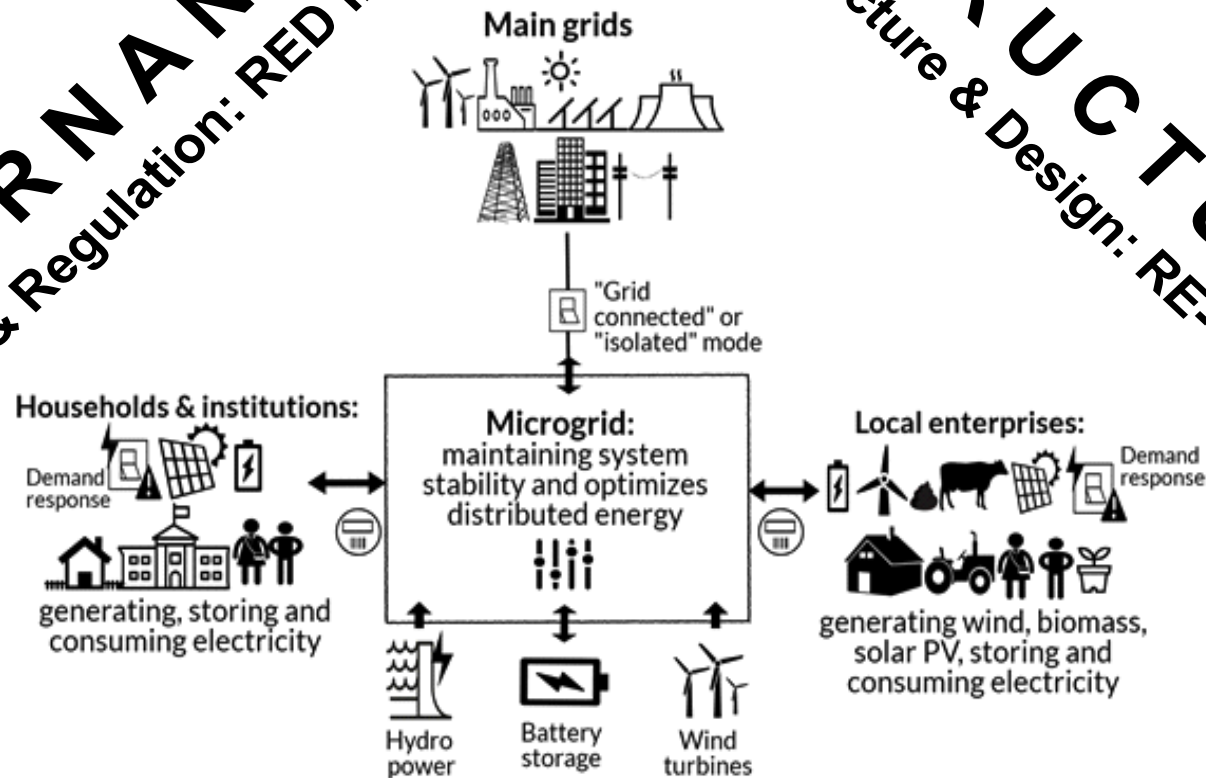 RNAN
& Regulation: RED
Main grids
RUCT
cture & Design: RE-
"Grid
connected" or
"isolated" mode
Households & institutions:
Demand
response
generating, storing and
consuming electricity
Microgrid:
maintaining system
stability and optimizes
distributed energy
Local enterprises:
Demand
response
generating wind, biomass,
solar PV, storing and
consuming electricity
Hydro
power
Battery
storage
Wind
turbines